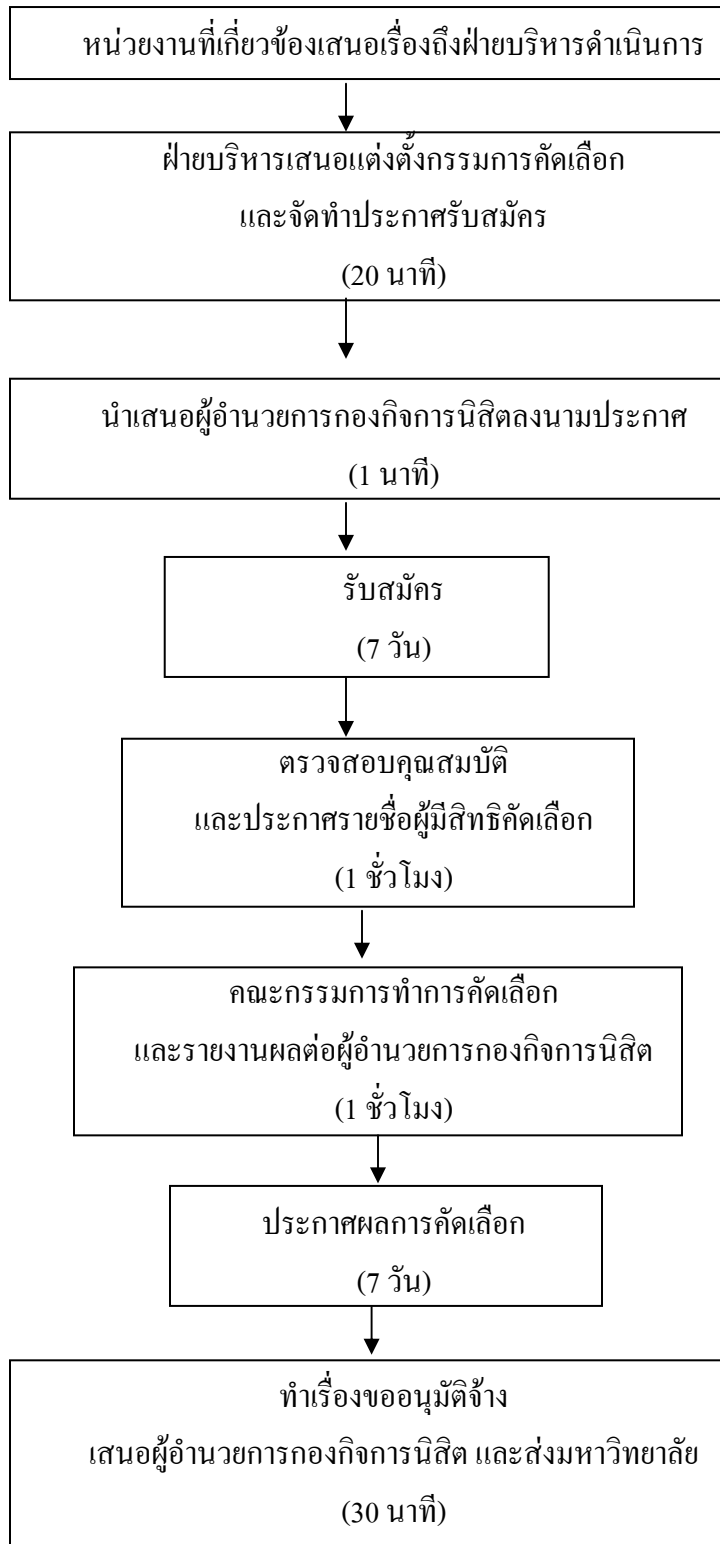 หน่วยงานที่เกี่ยวข้องเสนอเรื่องถึงฝ่ายบริหารดำเนินการ
ฝ่ายบริหารเสนอแต่งตั้งกรรมการคัดเลือก
และจัดทำประกาศรับสมัคร
(20 นาที)
นำเสนอผู้อำนวยการกองกิจการนิสิตลงนามประกาศ
(1 นาที)
รับสมัคร
(7 วัน)
ตรวจสอบคุณสมบัติ
และประกาศรายชื่อผู้มีสิทธิคัดเลือก
(1 ชั่วโมง)
คณะกรรมการทำการคัดเลือก
และรายงานผลต่อผู้อำนวยการกองกิจการนิสิต
(1 ชั่วโมง)
ประกาศผลการคัดเลือก
(7 วัน)
ทำเรื่องขออนุมัติจ้าง
เสนอผู้อำนวยการกองกิจการนิสิต และส่งมหาวิทยาลัย
(30 นาที)